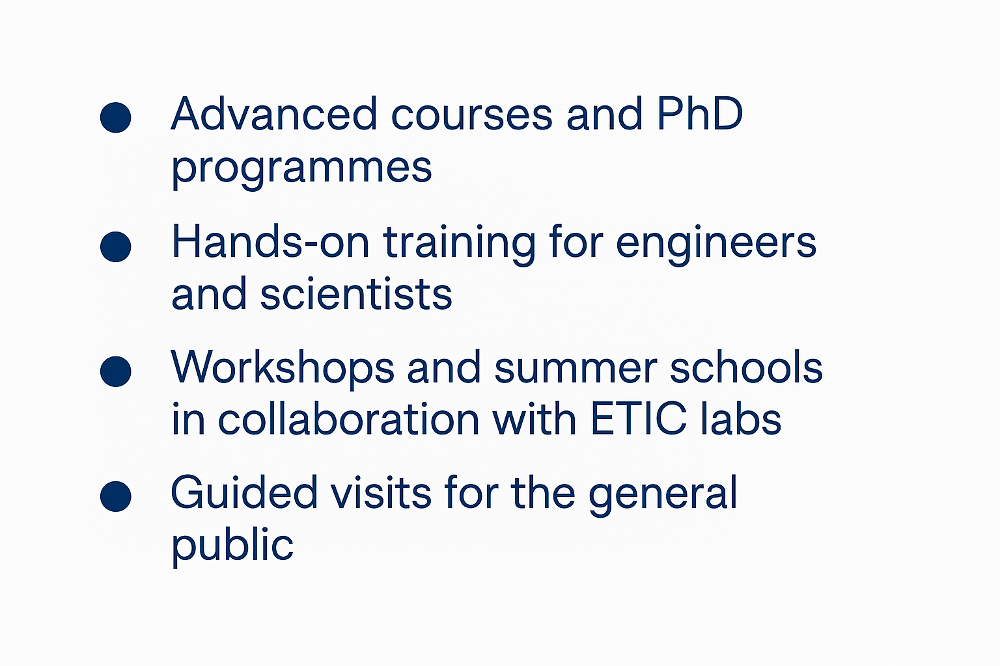 ● Advanced courses and PhD
programmes
● Hands-on training for engineers
and scientists
● Workshops and summer schools
in collaboration with ETIC labs
● Guided visits for the general
public